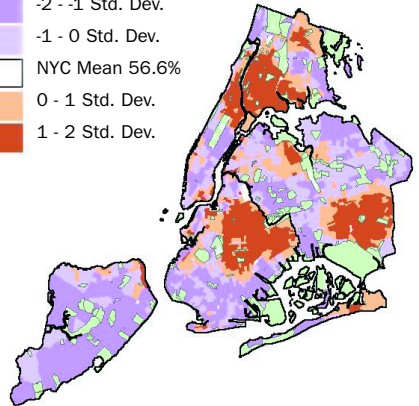 -2 - -1 Std. Dev.
-1 - 0 Std. Dev.
NYC Mean 56.6%
0 - 1 Std. Dev.
1 - 2 Std. Dev.